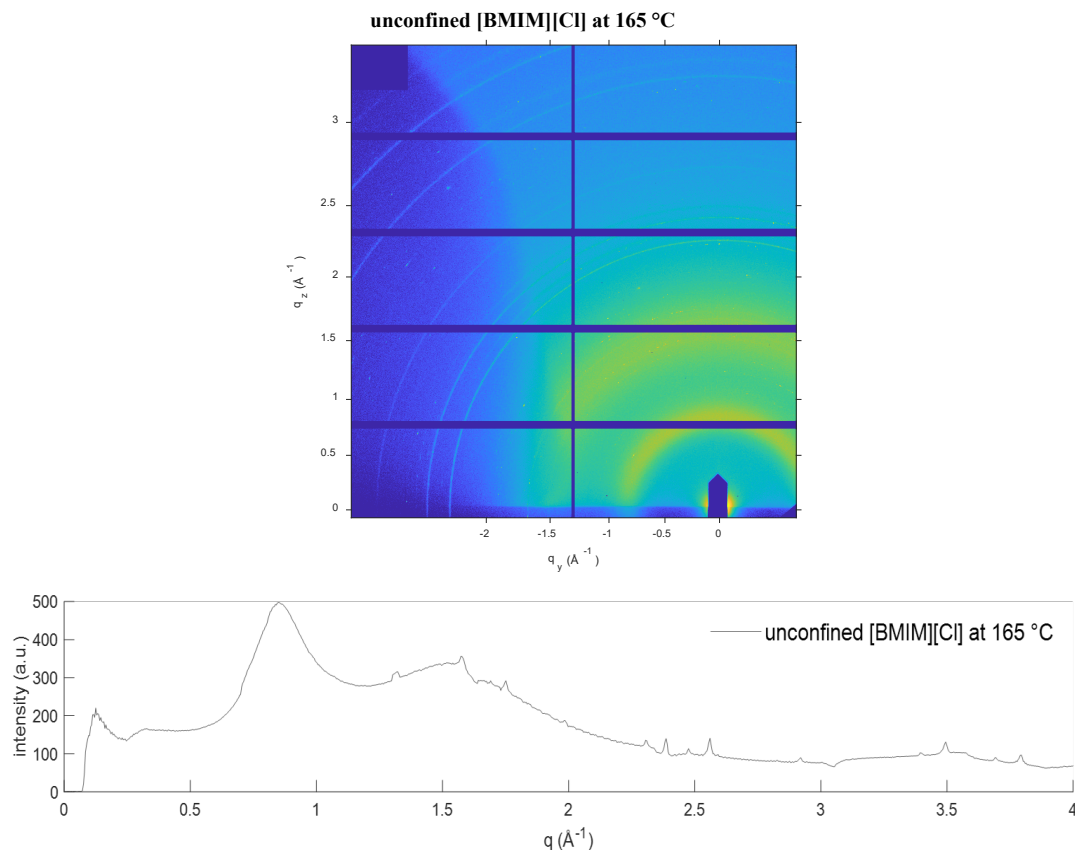 unconfined [BMIM][Cl] at 165 °C
3
2.5
2
1.5
1
0.5
0
q z (Å -1)
-2 -1.5 -1 -0.5 0
q y (Å -1)
500
400
300
200
100
0
intensity (a.u.)
unconfined [BMIM][Cl] at 165 °C
0 0.5 1 1.5 2 2.5 3 3.5 4
q (Å-1)